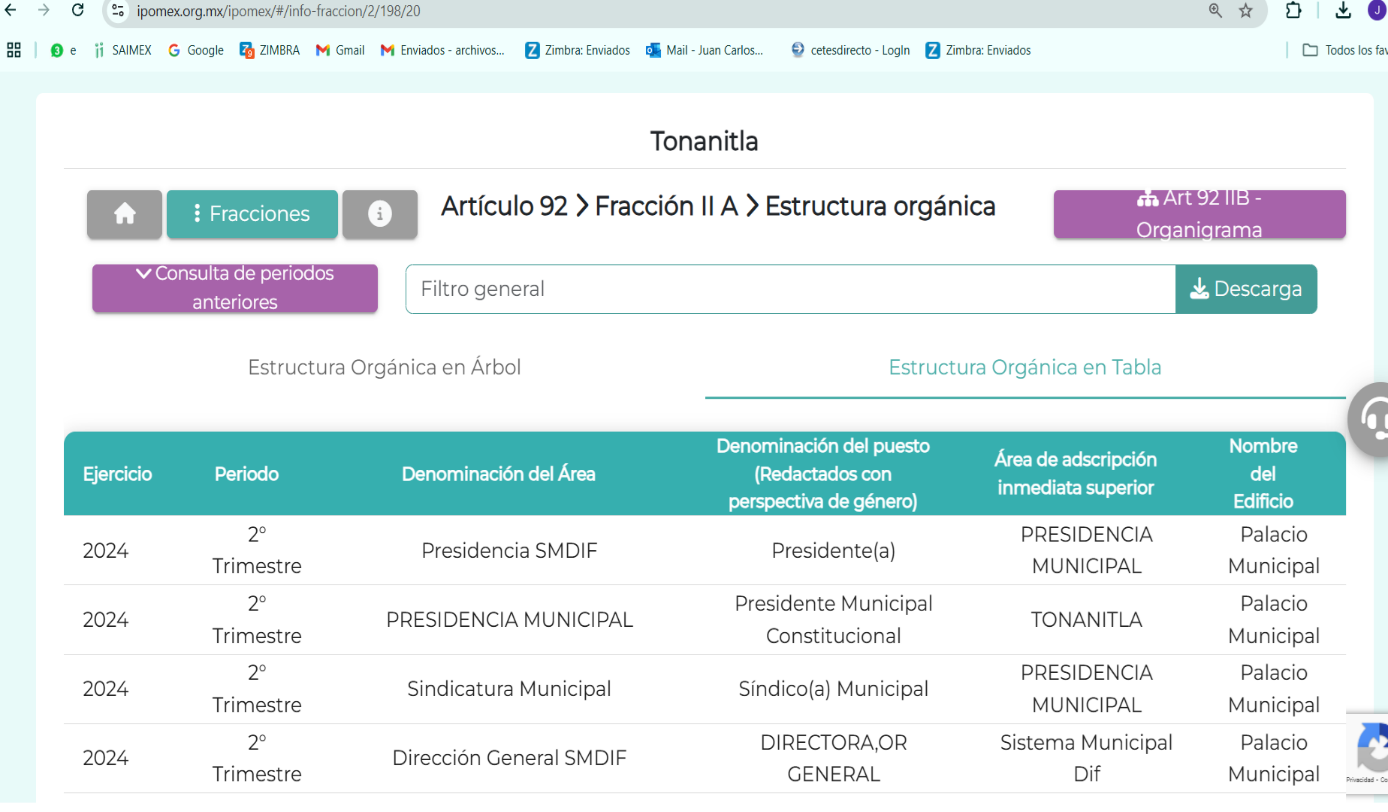 ipomex.org.mx/ipomex/#/info-fraccion/2/198/20
J
3 e SAIMEX Google ZIMBRA Gmail Enviados - archivos... Zimbra: Enviados Mail - Juan Carlos... cetesdirecto - LogIn Zimbra: Enviados Todos los fav
Tonanitla
Fracciones
Artículo 92 > Fracción II A > Estructura orgánica
Art 92 IIB -
Organigrama
Consulta de periodos
anteriores
Filtro general
Descarga
Estructura Orgánica en Árbol
Estructura Orgánica en Tabla
Ejercicio
Periodo
Denominación del Área
Denominación del puesto
(Redactados con
perspectiva de género)
Área de adscripción
inmediata superior
Nombre
del
Edificio
2024
2°
Trimestre
Presidencia SMDIF
Presidente(a)
PRESIDENCIA
MUNICIPAL
Palacio
Municipal
2024
2°
Trimestre
PRESIDENCIA MUNICIPAL
Presidente Municipal
Constitucional
TONANITLA
Palacio
Municipal
2024
2°
Trimestre
Sindicatura Municipal
Síndico(a) Municipal
PRESIDENCIA
MUNICIPAL
Palacio
Municipal
2024
2°
Trimestre
Dirección General SMDIF
DIRECTORA,OR
GENERAL
Sistema Municipal
Dif
Palacio
Municipal
Privacidad - Co